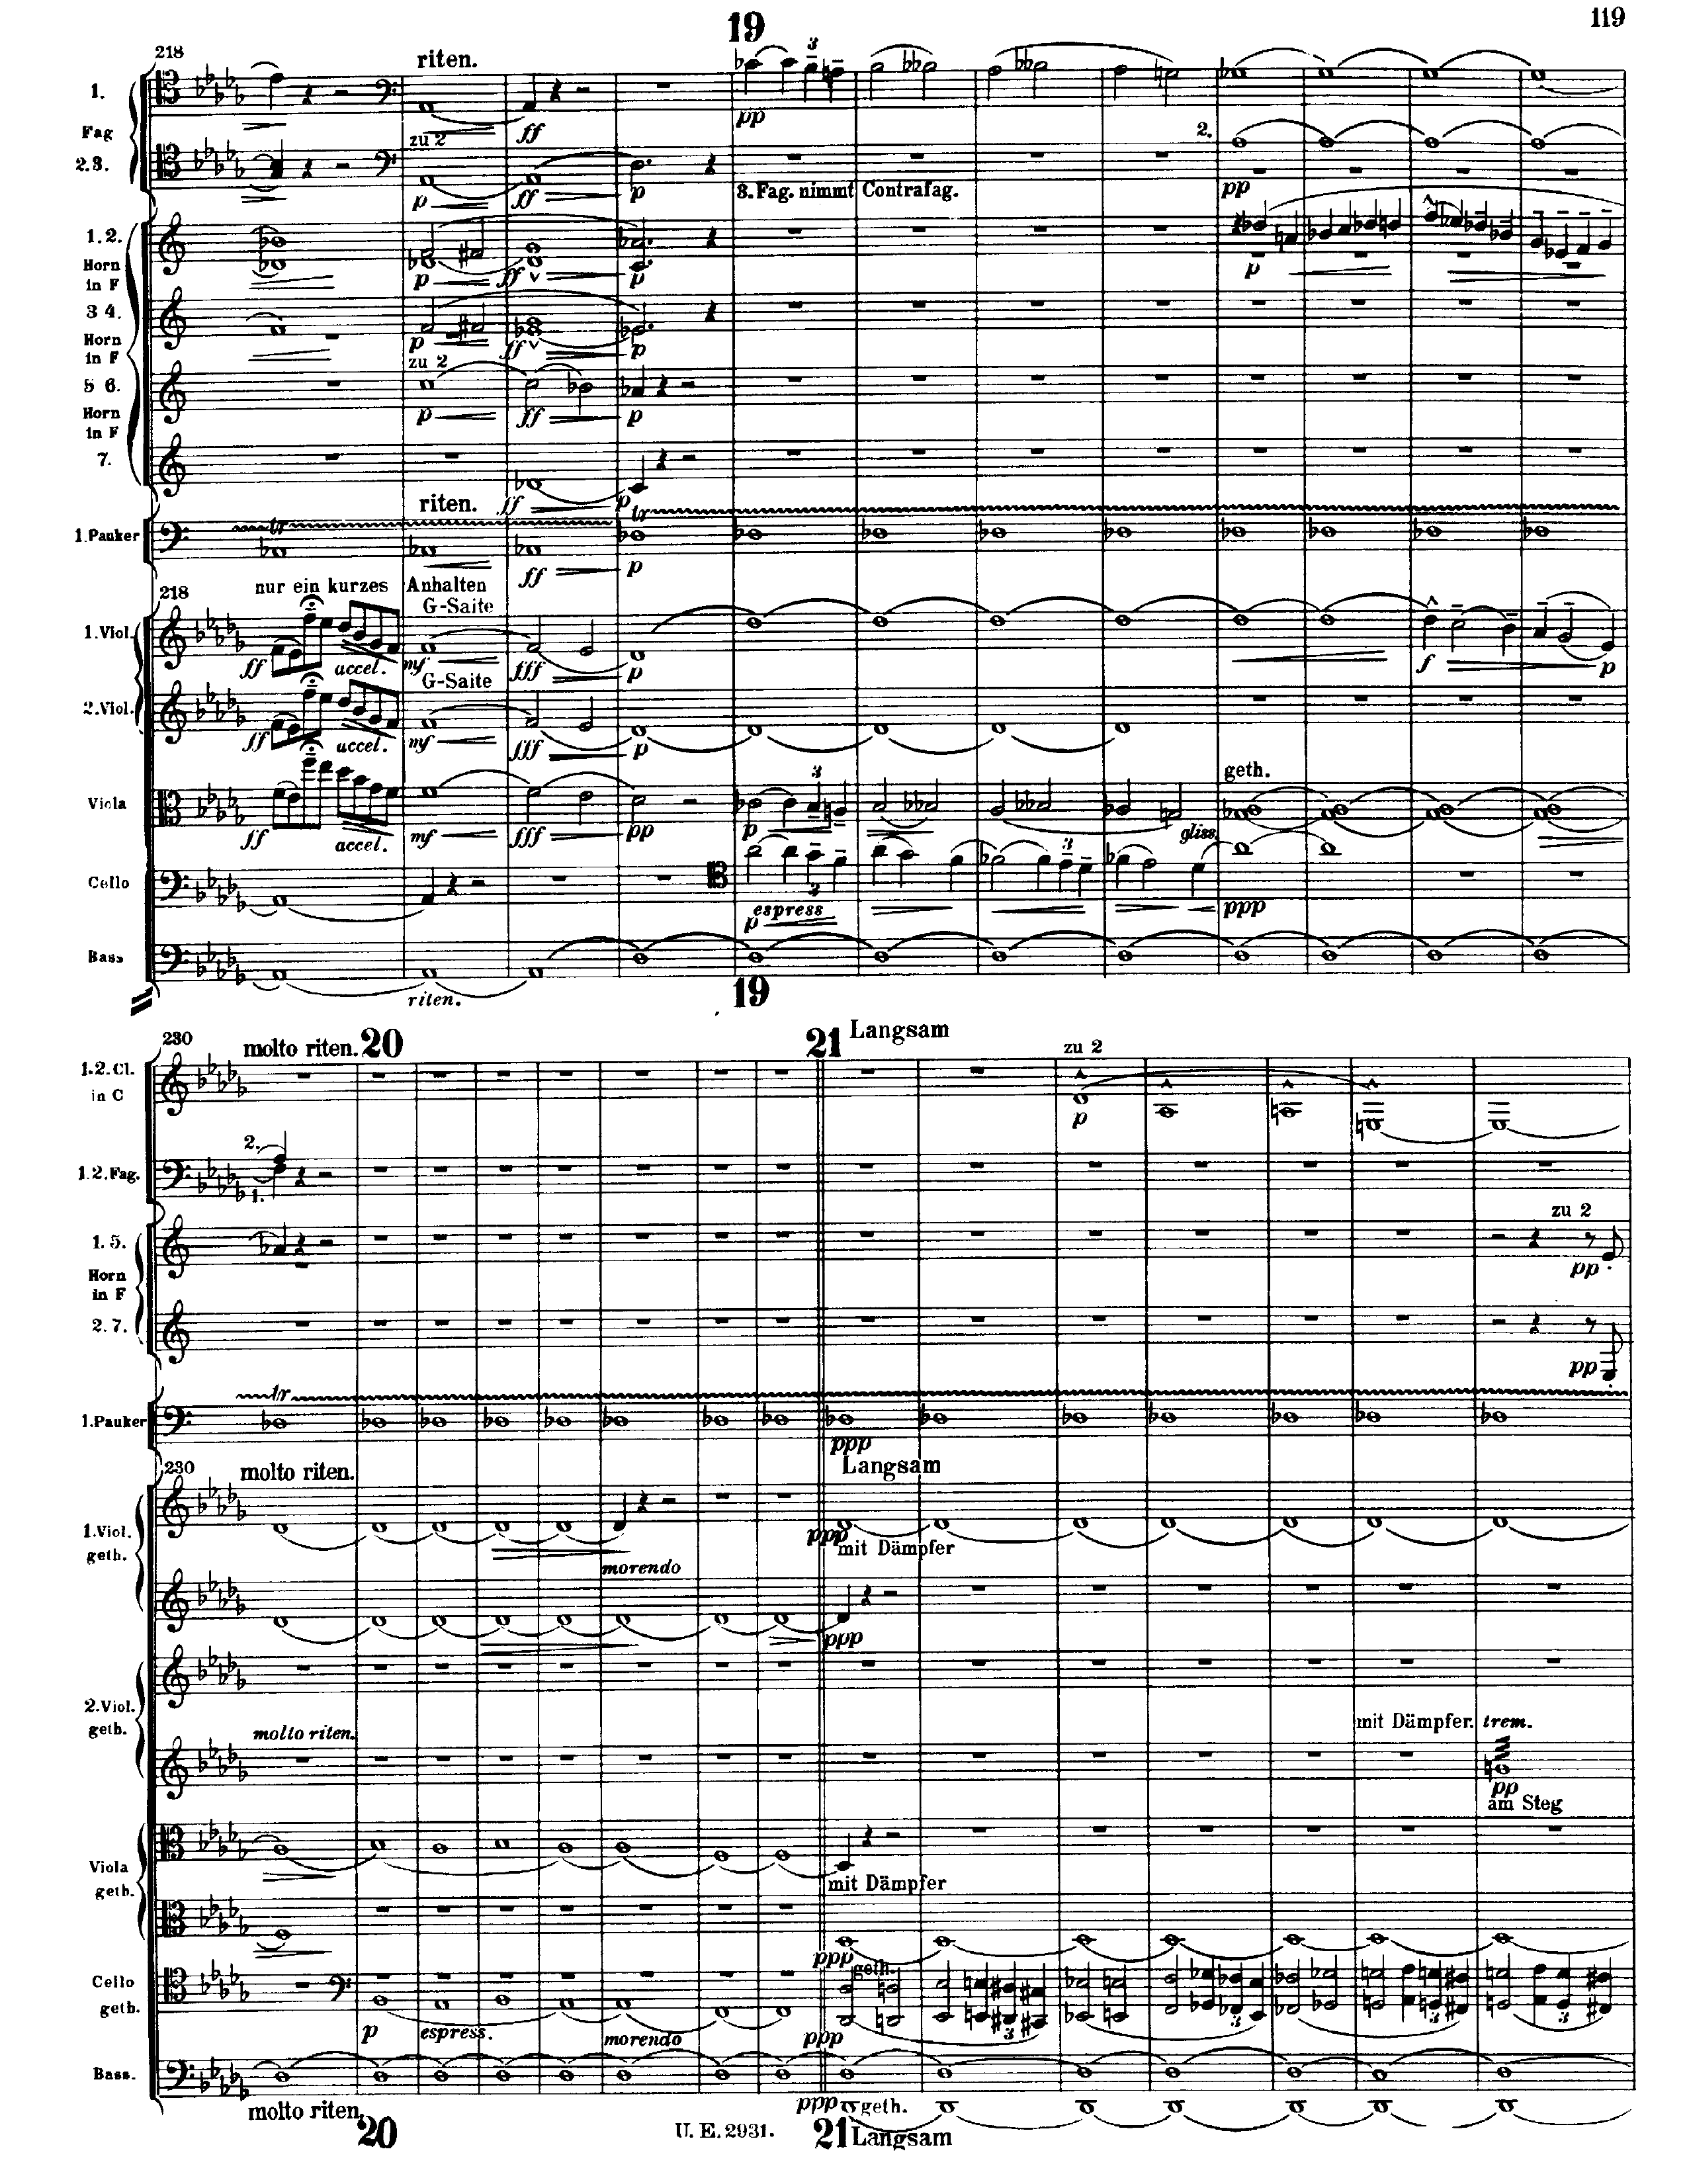 19
119
218
riten.
3
1.
pp
Fag
zu 2
ff
2.
2.3.
p
ff
p
3.Fag. nimmt Contrafag.
pp
1.2.
Horn
in F
p
ff
p
p
3 4.
Horn
in F
p
ff
p
zu 2
5 6.
Horn
in F
p
ff
p
7.
riten.
ff
p
tr
tr
1.Pauker
ff
p
218
nur ein kurzes Anhalten
G-Saite
1.Viol.
ff
accel.
mf
fff
p
f
p
G-Saite
2.Viol.
ff
accel.
mf
fff
p
geth.
3
Viola
ff
accel.
mf
fff
pp
p
gliss.
3
Cello
3
espress
p
ppp
Bass
riten.
19
230
molto riten. 20
21 Langsam
1.2. Cl.
in C
zu 2
p
2.
1.2.Fag.
1.
zu 2
1. 5.
Horn
in F
pp
2. 7.
pp
tr
1.Pauker
ppp
230
molto riten.
Langsam
1.Viol.
geth.
ppp
mit Dämpfer
morendo
ppp
2.Viol.
geth.
molto riten.
mit Dämpfer. trem.
pp
am Steg
Viola
geth.
mit Dämpfer
ppp
geth.
Cello
geth.
3
3
3
3
p
espress.
morendo
ppp
Bass.
ppp
geth.
molto riten.
20
U. E. 2931.
21 Langsam